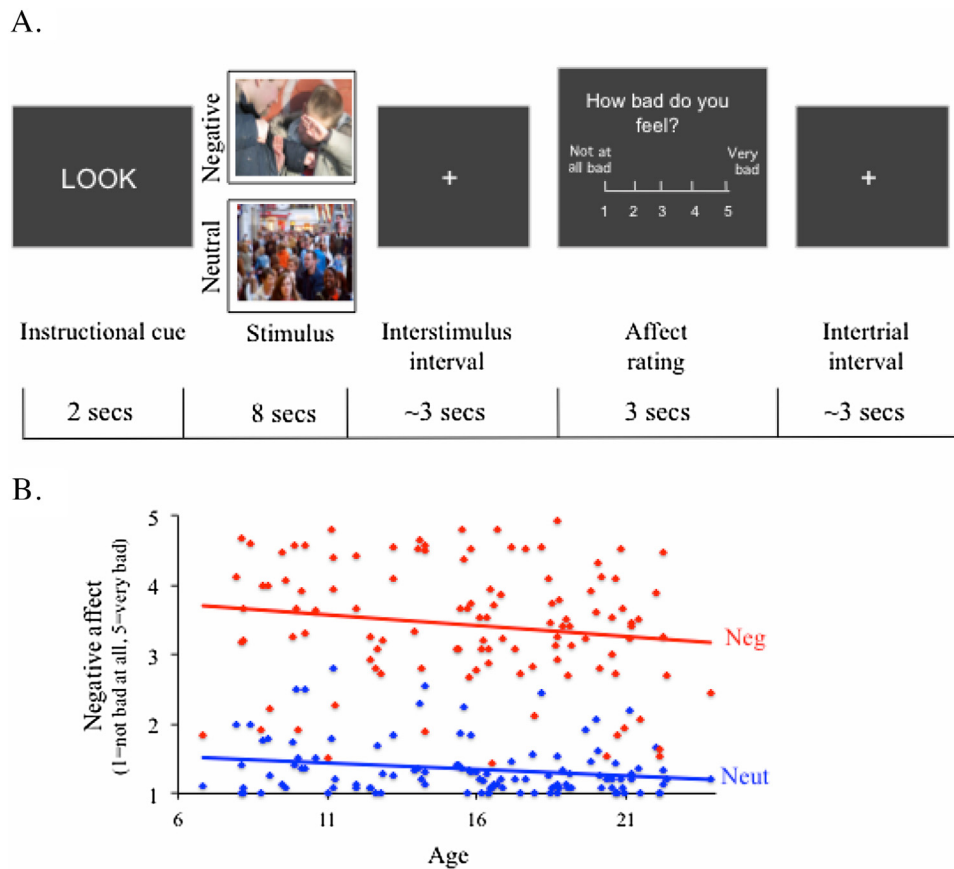 A.
LOOK
Negative
Neutral
+
How bad do you
feel?
Not at
all bad
Very
bad
1 2 3 4 5
+
Instructional cue
Stimulus
Interstimulus
interval
Affect
rating
Intertrial
interval
2 secs
8 secs
~3 secs
3 secs
~3 secs
B.
Negative affect
(1=not bad at all, 5=very bad)
5
4
3
2
1
Neg
Neut
6 11 16 21
Age